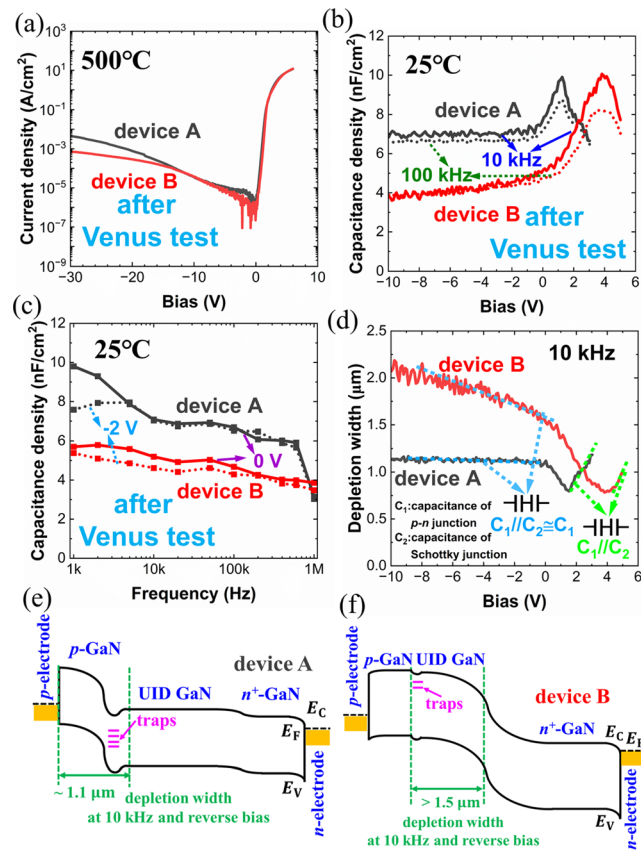 (a)
500℃
device A
device B
after
Venus test
Current density (A/cm²)
10³
10¹
10⁻¹
10⁻³
10⁻⁵
10⁻⁷
10⁻⁹
-30
-20
-10
0
10
Bias (V)
(b)
25℃
device A
10 kHz
100 kHz
device B
after
Venus test
Capacitance density (nF/cm²)
12
10
8
6
4
2
0
-10
-8
-6
-4
-2
0
2
4
6
Bias (V)
(c)
25℃
device A
-2 V
0 V
device B
after
Venus test
Capacitance density (nF/cm²)
12
10
8
6
4
2
0
1k
10k
100k
1M
Frequency (Hz)
(d)
10 kHz
device B
device A
C₁:capacitance of
p-n junction
C₂:capacitance of
Schottky junction
C₁//C₂≅C₁
C₁//C₂
Depletion width (μm)
2.5
2.0
1.5
1.0
0.5
0.0
-10
-8
-6
-4
-2
0
2
4
6
Bias (V)
(e)
p-electrode
p-GaN
device A
UID GaN
n⁺-GaN
E_C
E_F
traps
E_V
~ 1.1 μm
depletion width
at 10 kHz and reverse bias
n-electrode
(f)
p-electrode
p-GaN
UID GaN
traps
device B
n⁺-GaN
E_C
> 1.5 μm
E_V
depletion width
at 10 kHz and reverse bias
n-electrode